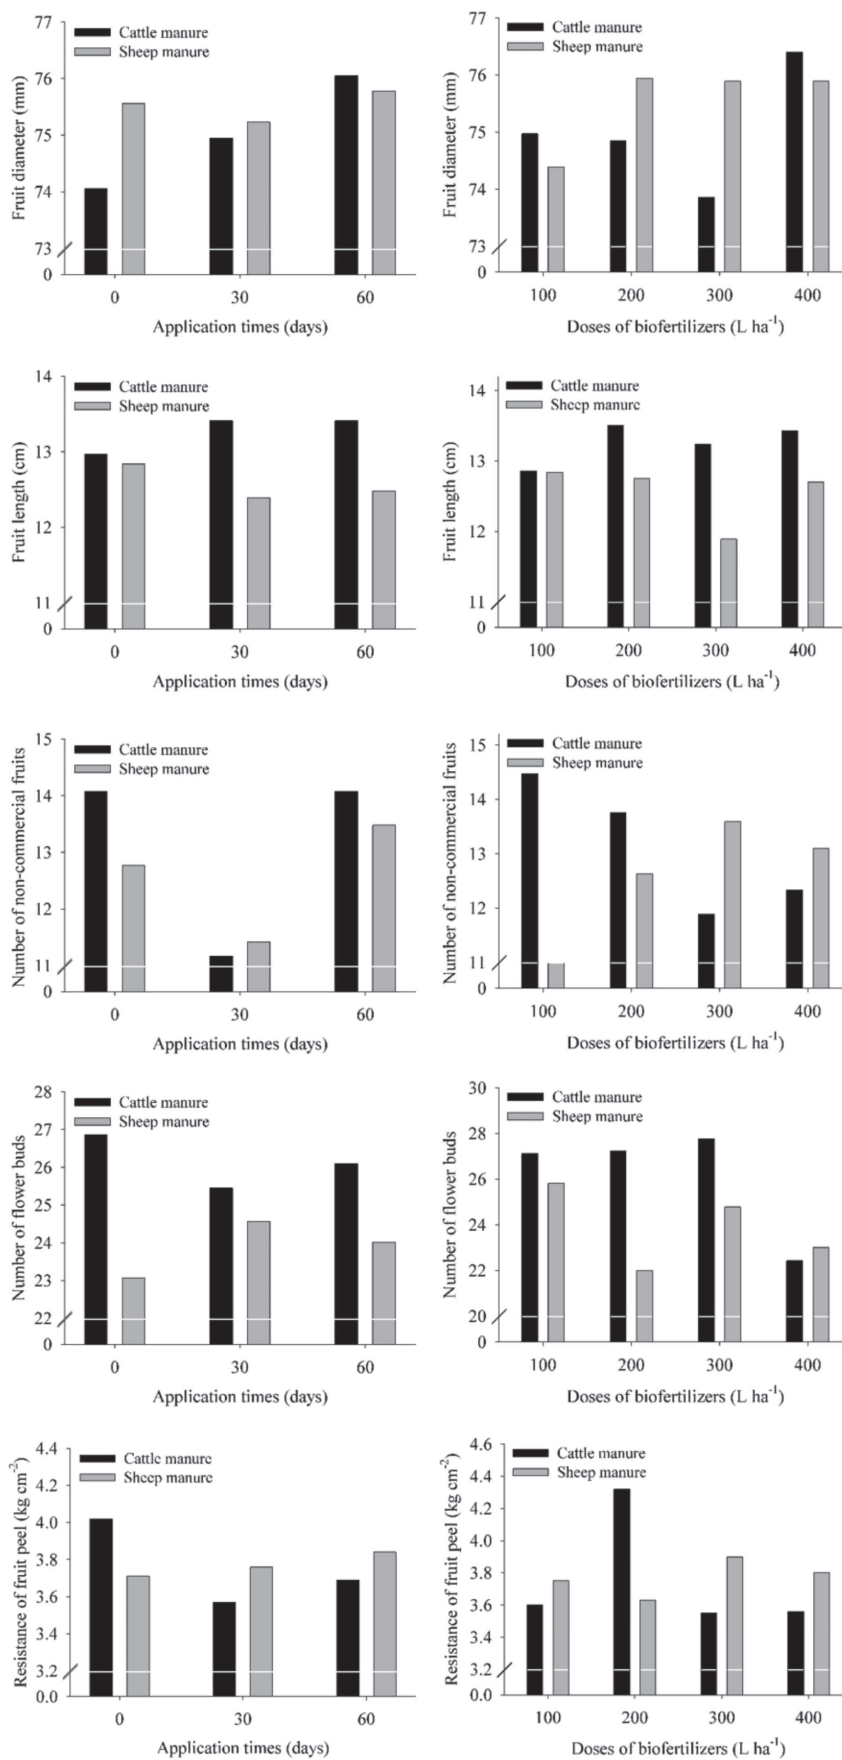 77
Cattle manure
Sheep manure
76
75
74
73
0
Fruit diameter (mm)
0 30 60
Application times (days)
77
Cattle manure
Sheep manure
76
75
74
73
0
Fruit diameter (mm)
100 200 300 400
Doses of biofertilizers (L ha⁻¹)
14
Cattle manure
Sheep manure
13
12
11
0
Fruit length (cm)
0 30 60
Application times (days)
14
Cattle manure
Sheep manure
13
12
11
0
Fruit length (cm)
100 200 300 400
Doses of biofertilizers (L ha⁻¹)
15
Cattle manure
Sheep manure
14
13
12
11
0
Number of non-commercial fruits
0 30 60
Application times (days)
15
Cattle manure
Sheep manure
14
13
12
11
0
Number of non-commercial fruits
100 200 300 400
Doses of biofertilizers (L ha⁻¹)
28
Cattle manure
Sheep manure
27
26
25
24
23
22
0
Number of flower buds
0 30 60
Application times (days)
30
Cattle manure
Sheep manure
28
26
24
22
20
0
Number of flower buds
100 200 300 400
Doses of biofertilizers (L ha⁻¹)
4.4
Cattle manure
Sheep manure
4.2
4.0
3.8
3.6
3.4
3.2
0.0
Resistance of fruit peel (kg cm⁻²)
0 30 60
Application times (days)
4.6
Cattle manure
Sheep manure
4.4
4.2
4.0
3.8
3.6
3.4
3.2
0.0
Resistance of fruit peel (kg cm⁻²)
100 200 300 400
Doses of biofertilizers (L ha⁻¹)